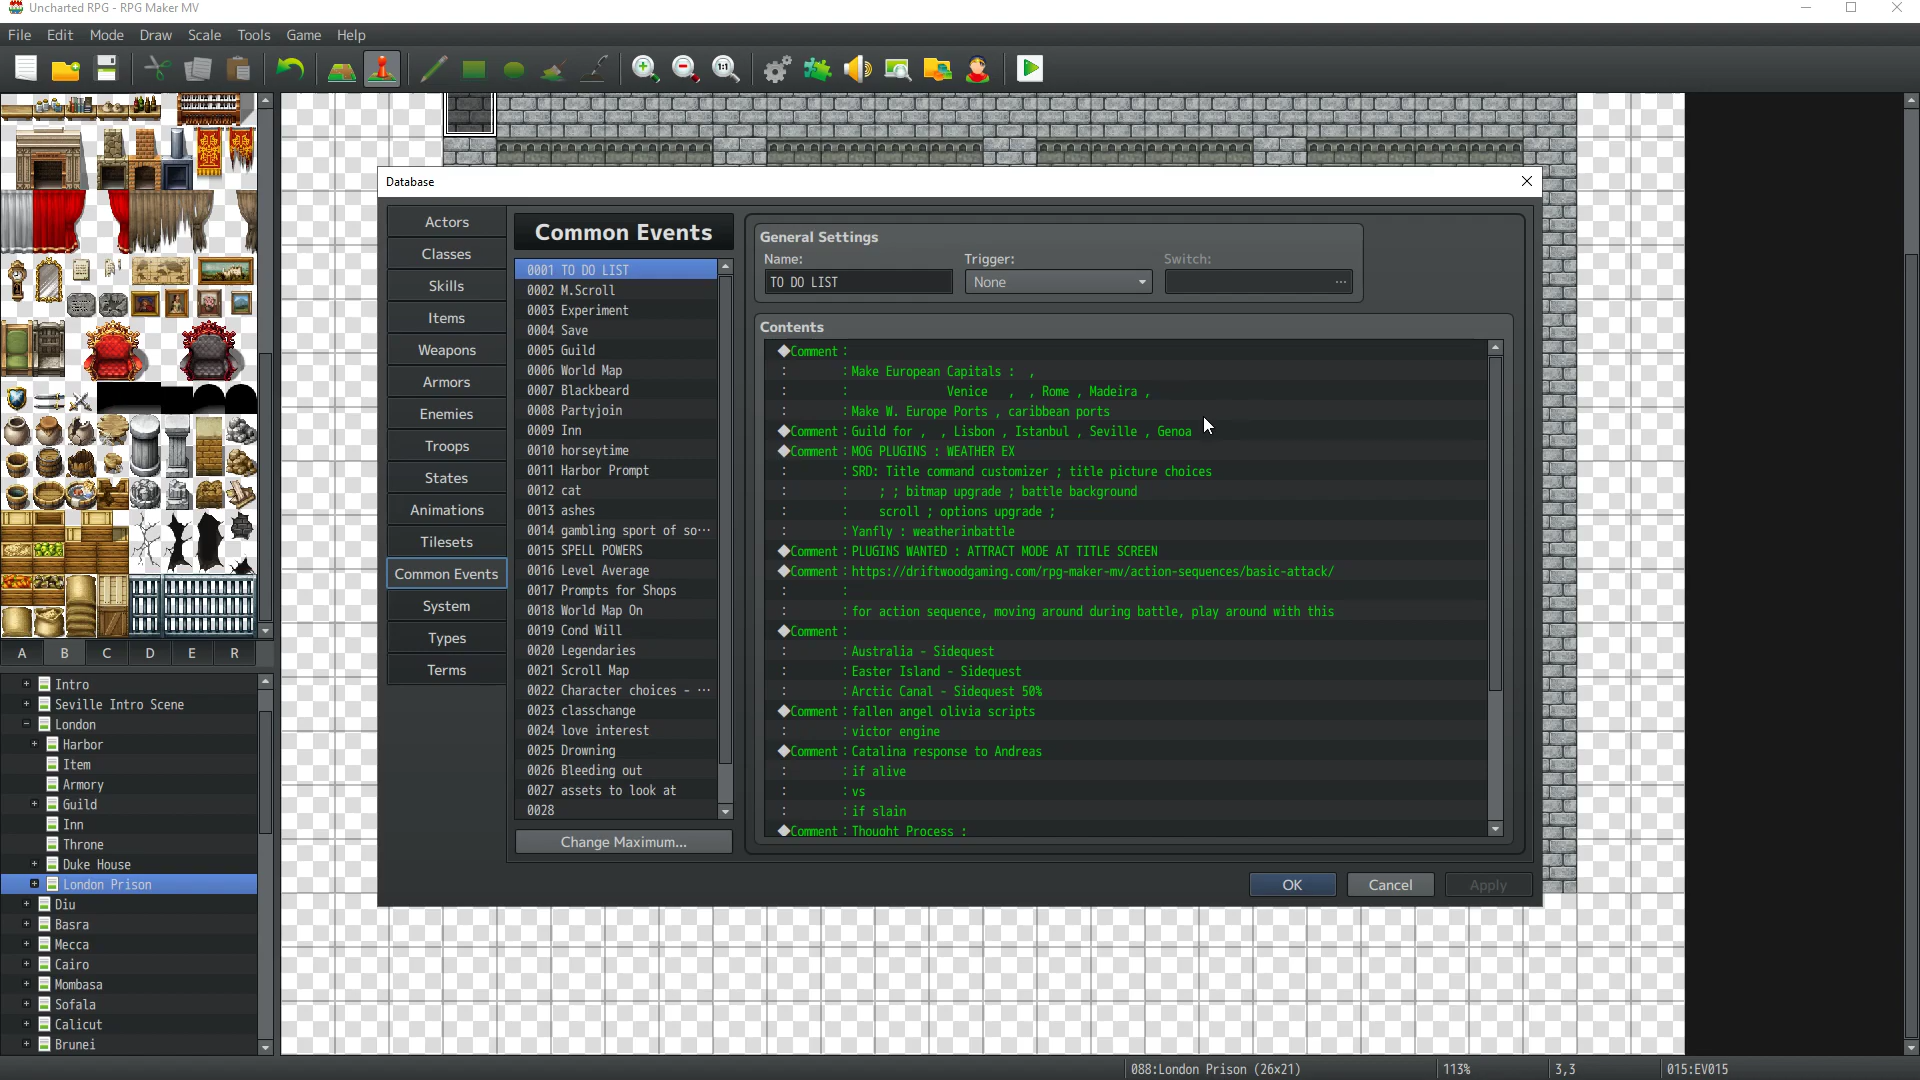 Uncharted RPG - RPG Maker MV
File Edit Mode Draw Scale Tools Game Help
1:1
Database
Actors
Classes
Skills
Items
Weapons
Armors
Enemies
Troops
States
Animations
Tilesets
Common Events
System
Types
Terms
Common Events
0001 TO DO LIST
0002 M.Scroll
0003 Experiment
0004 Save
0005 Guild
0006 World Map
0007 Blackbeard
0008 Partyjoin
0009 Inn
0010 horseytime
0011 Harbor Prompt
0012 cat
0013 ashes
0014 gambling sport of so…
0015 SPELL POWERS
0016 Level Average
0017 Prompts for Shops
0018 World Map On
0019 Cond Will
0020 Legendaries
0021 Scroll Map
0022 Character choices - …
0023 classchange
0024 love interest
0025 Drowning
0026 Bleeding out
0027 assets to look at
0028
Change Maximum...
General Settings
Name: Trigger: Switch:
TO DO LIST None ...
Contents
◆Comment :
: : Make European Capitals : ,
: : Venice , , Rome , Madeira ,
: : Make W. Europe Ports , caribbean ports
◆Comment : Guild for , , Lisbon , Istanbul , Seville , Genoa
◆Comment : MOG PLUGINS : WEATHER EX
: : SRD: Title command customizer ; title picture choices
: : ; ; bitmap upgrade ; battle background
: : scroll ; options upgrade ;
: : Yanfly : weatherinbattle
◆Comment : PLUGINS WANTED : ATTRACT MODE AT TITLE SCREEN
◆Comment : https://driftwoodgaming.com/rpg-maker-mv/action-sequences/basic-attack/
: :
: : for action sequence, moving around during battle, play around with this
◆Comment :
: : Australia - Sidequest
: : Easter Island - Sidequest
: : Arctic Canal - Sidequest 50%
◆Comment : fallen angel olivia scripts
: : victor engine
◆Comment : Catalina response to Andreas
: : if alive
: : vs
: : if slain
◆Comment : Thought Process :
OK Cancel Apply
A B C D E R
Intro
Seville Intro Scene
London
Harbor
Item
Armory
Guild
Inn
Throne
Duke House
London Prison
Diu
Basra
Mecca
Cairo
Mombasa
Sofala
Calicut
Brunei
088:London Prison (26x21) 113% 3,3 015:EV015